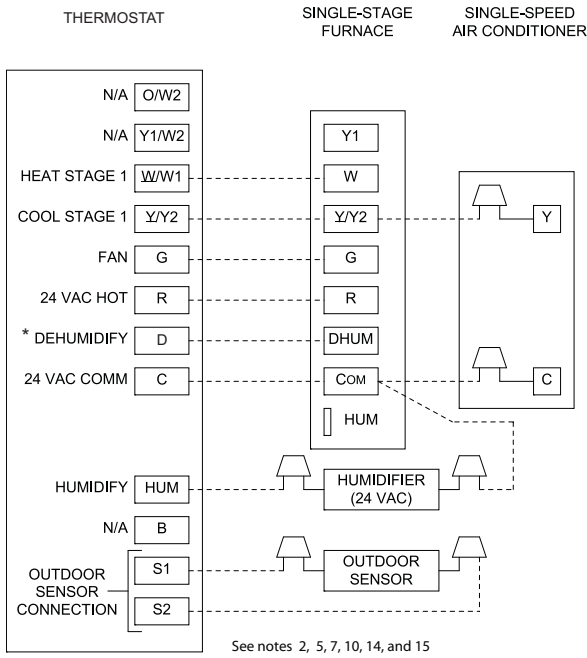 THERMOSTAT
SINGLE-STAGE
FURNACE
SINGLE-SPEED
AIR CONDITIONER
N/A O/W2
N/A Y1/W2 Y1
HEAT STAGE 1 W/W1 W
COOL STAGE 1 Y/Y2 Y/Y2 Y
FAN G G
24 VAC HOT R R
* DEHUMIDIFY D DHUM
24 VAC COMM C COM C
HUM
HUMIDIFY HUM
HUMIDIFIER
(24 VAC)
N/A B
OUTDOOR
SENSOR
CONNECTION
S1
S2
OUTDOOR
SENSOR
See notes 2, 5, 7, 10, 14, and 15